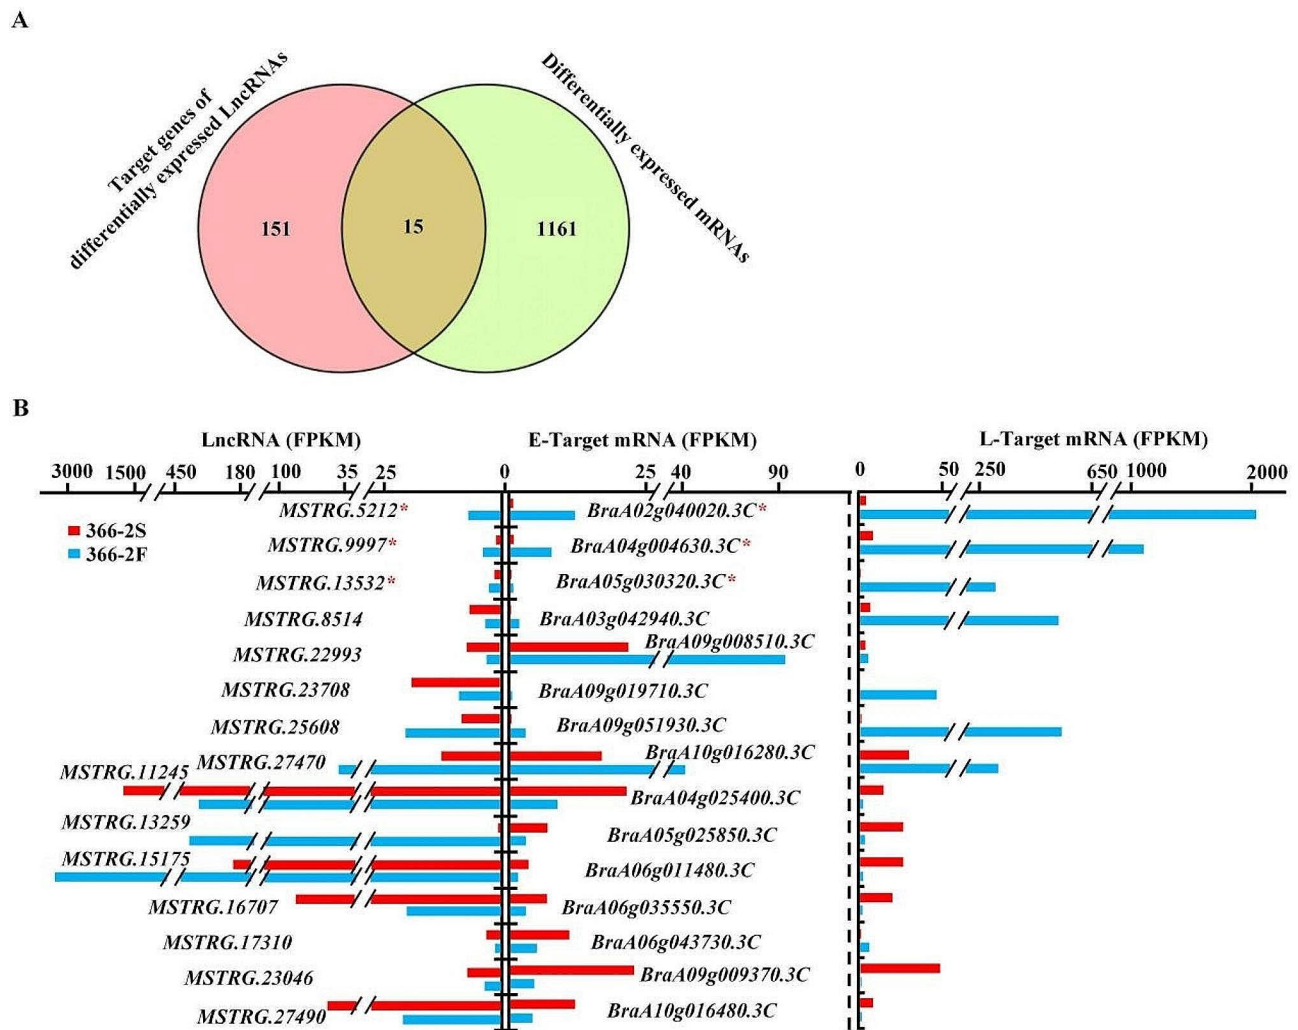 A
Target genes of
differentially expressed LncRNAs
Differentially expressed mRNAs
151
15
1161
B
LncRNA (FPKM)
E-Target mRNA (FPKM)
L-Target mRNA (FPKM)
3000 1500 450 180 100 35 25 0 25 40 90 0 50 250 650 1000 2000
366-2S
366-2F
MSTRG.5212* BraA02g040020.3C*
MSTRG.9997* BraA04g004630.3C*
MSTRG.13532* BraA05g030320.3C*
MSTRG.8514 BraA03g042940.3C
MSTRG.22993 BraA09g008510.3C
MSTRG.23708 BraA09g019710.3C
MSTRG.25608 BraA09g051930.3C
MSTRG.27470 BraA10g016280.3C
MSTRG.11245 BraA04g025400.3C
MSTRG.13259 BraA05g025850.3C
MSTRG.15175 BraA06g011480.3C
MSTRG.16707 BraA06g035550.3C
MSTRG.17310 BraA06g043730.3C
MSTRG.23046 BraA09g009370.3C
MSTRG.27490 BraA10g016480.3C